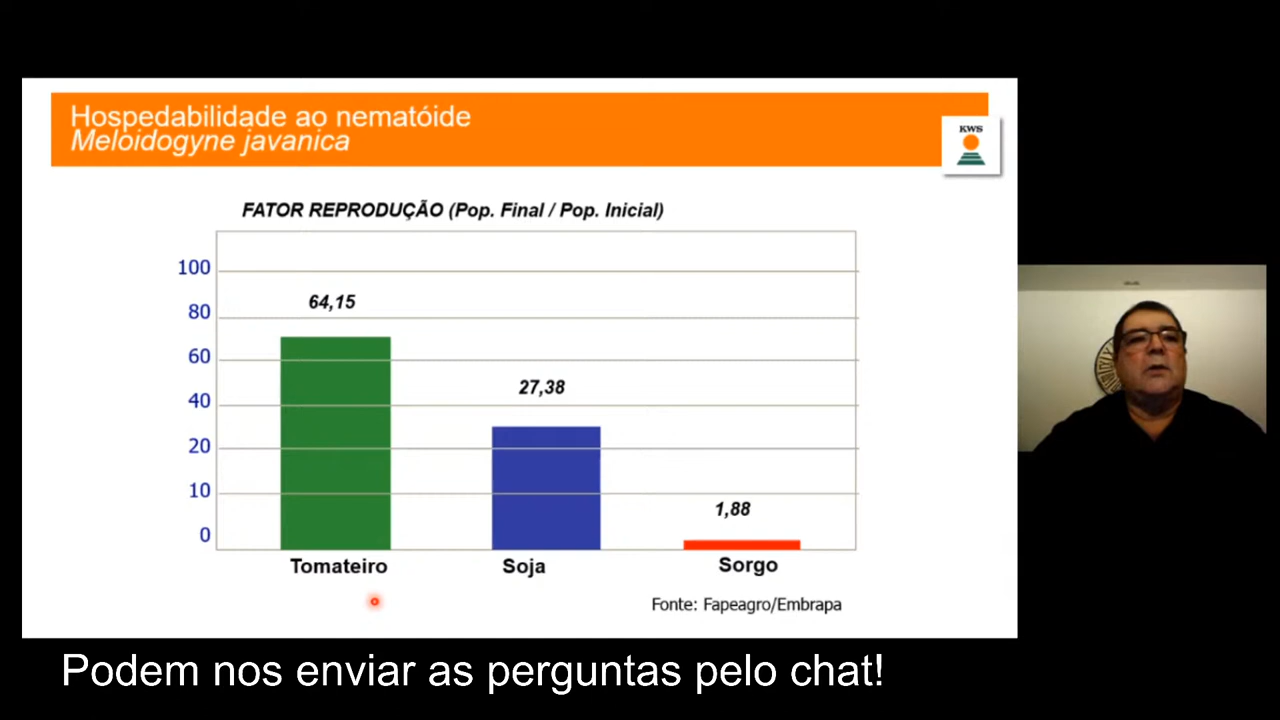 Hospedabilidade ao nematóide
Meloidogyne javanica
KWS
FATOR REPRODUÇÃO (Pop. Final / Pop. Inicial)
100
80
60
40
20
10
0
64,15
27,38
1,88
Tomateiro
Soja
Sorgo
Fonte: Fapeagro/Embrapa
Podem nos enviar as perguntas pelo chat!